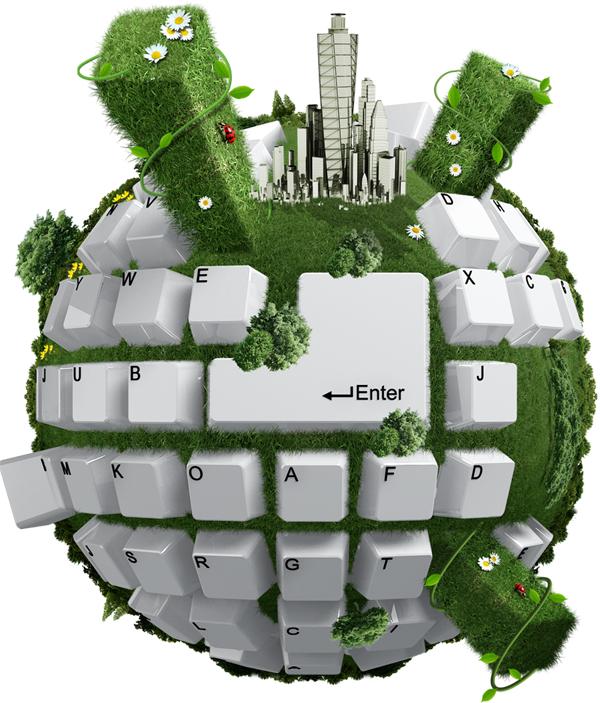 N V D H
Y W E X C F
J U B J
Enter
I M K O A F D
J S R G T F
L C